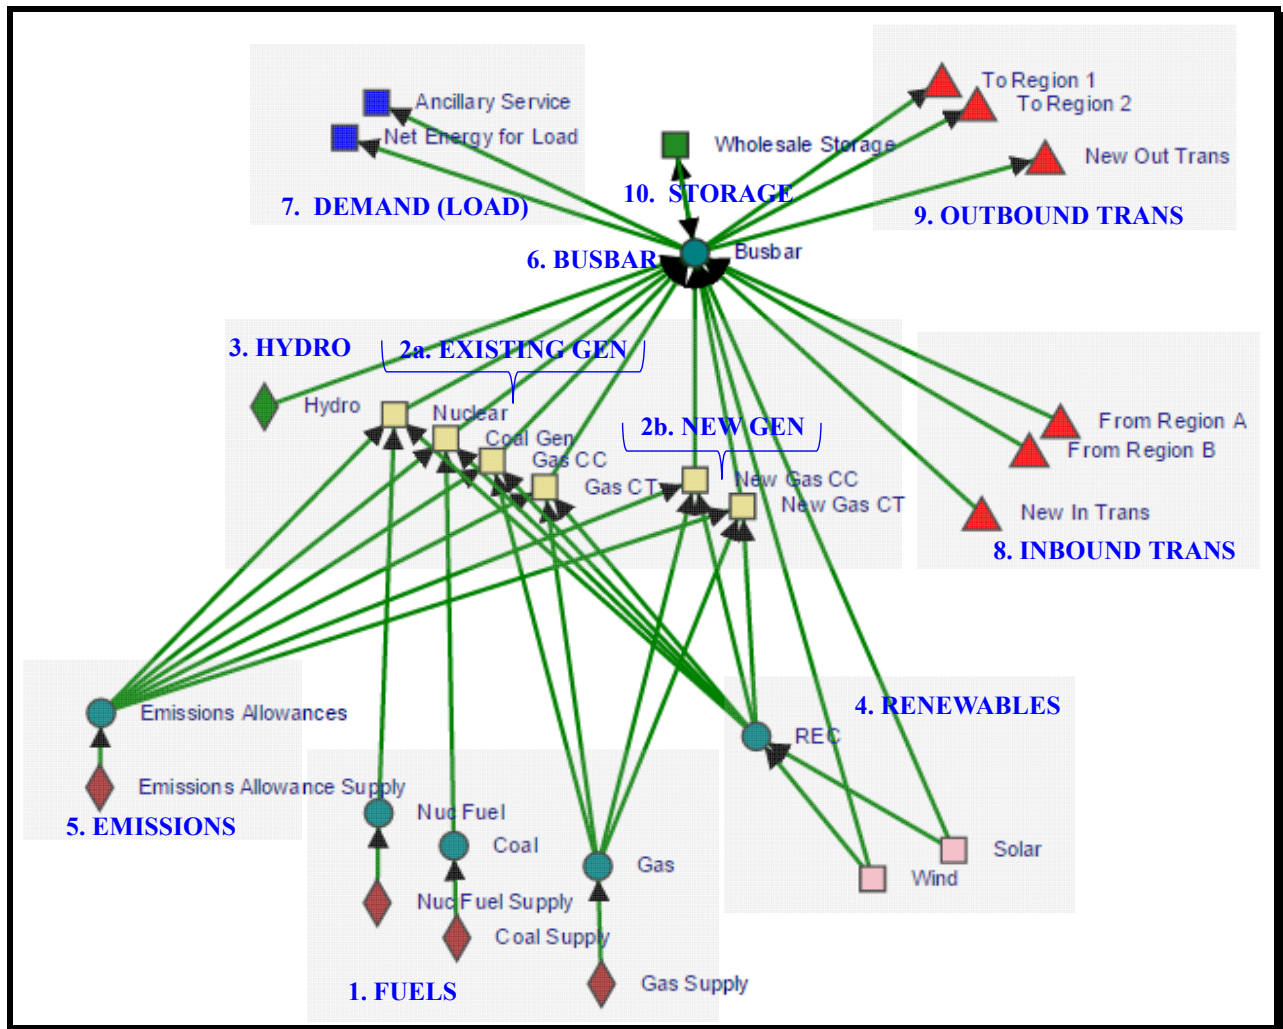 To Region 1
Ancillary Service
To Region 2
Net Energy for Load
Wholesale Storage
New Out Trans
10. STORAGE
7. DEMAND (LOAD)
9. OUTBOUND TRANS
6. BUSBAR
Busbar
3. HYDRO
2a. EXISTING GEN
Hydro
Nuclear
2b. NEW GEN
From Region A
Coal Gen
From Region B
Gas CC
New Gas CC
Gas CT
New Gas CT
New In Trans
8. INBOUND TRANS
4. RENEWABLES
Emissions Allowances
REC
Emissions Allowance Supply
Nuc Fuel
5. EMISSIONS
Coal
Solar
Gas
Wind
Nuc Fuel Supply
Coal Supply
Gas Supply
1. FUELS